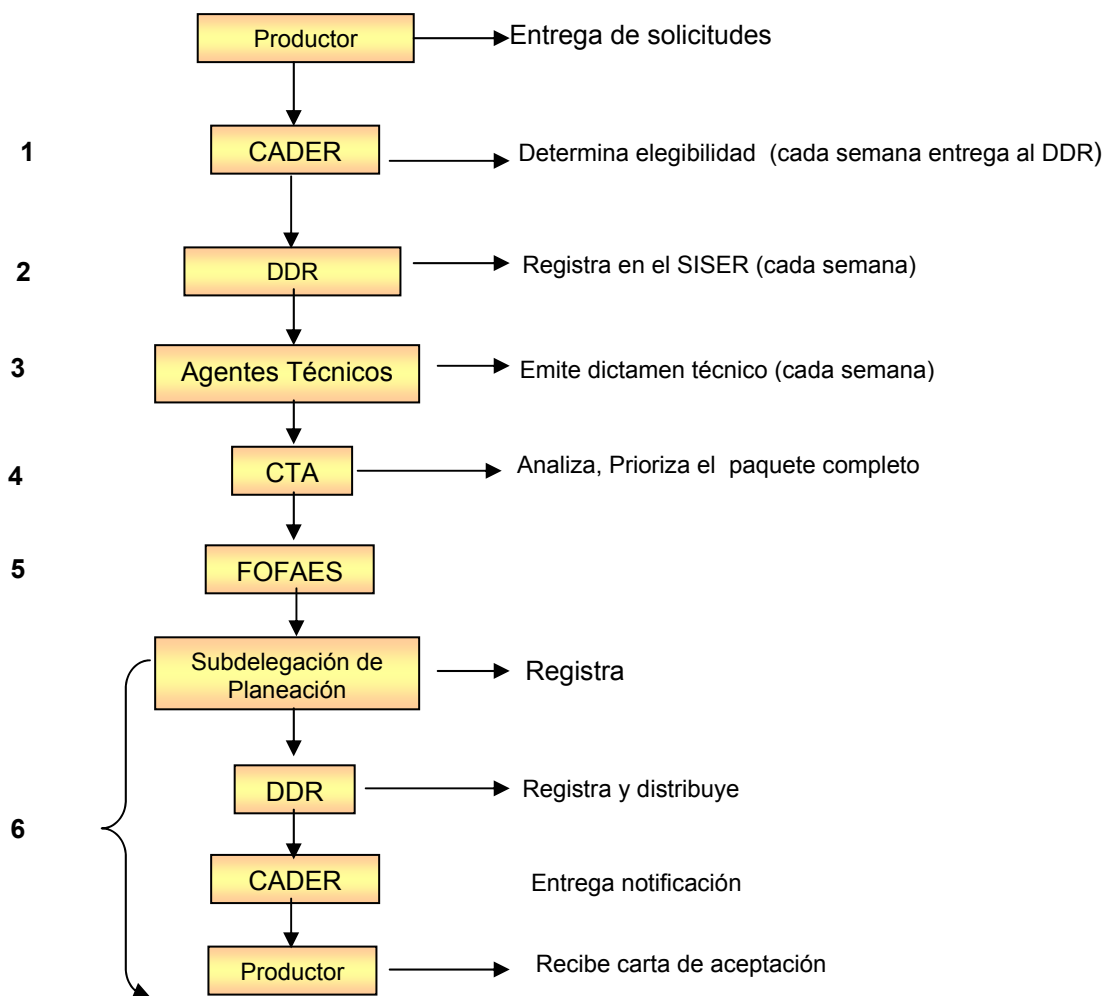 Productor
Entrega de solicitudes
1
CADER
Determina elegibilidad (cada semana entrega al DDR)
2
DDR
Registra en el SISER (cada semana)
3
Agentes Técnicos
Emite dictamen técnico (cada semana)
4
CTA
Analiza, Prioriza el paquete completo
5
FOFAES
Subdelegación de
Planeación
Registra
DDR
Registra y distribuye
6
CADER
Entrega notificación
Productor
Recibe carta de aceptación